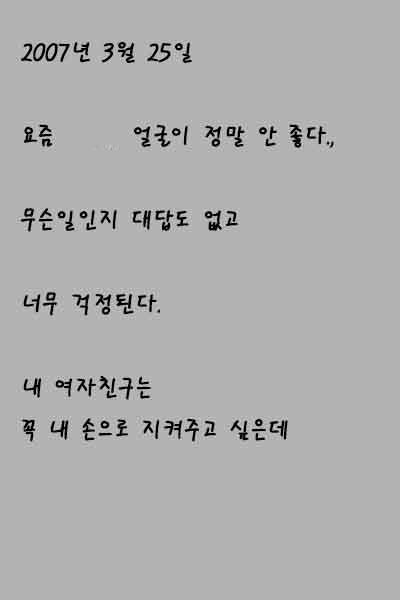 2007년 3월 25일
요즘 얼굴이 정말 안 좋다.,
무슨일인지 대답도 없고
너무 걱정된다.
내 여자친구는
꼭 내 손으로 지켜주고 싶은데